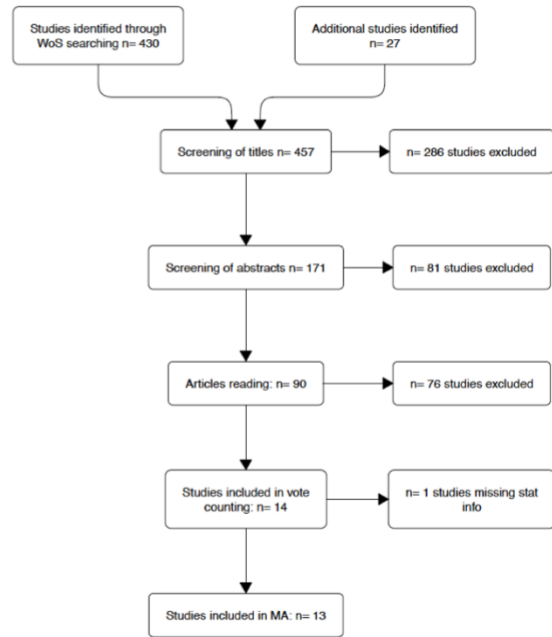 Studies identified through
WoS searching n= 430
Additional studies identified
n= 27
Screening of titles n= 457
n= 286 studies excluded
Screening of abstracts n= 171
n= 81 studies excluded
Articles reading: n= 90
n= 76 studies excluded
Studies included in vote
counting: n= 14
n= 1 studies missing stat
info
Studies included in MA: n= 13